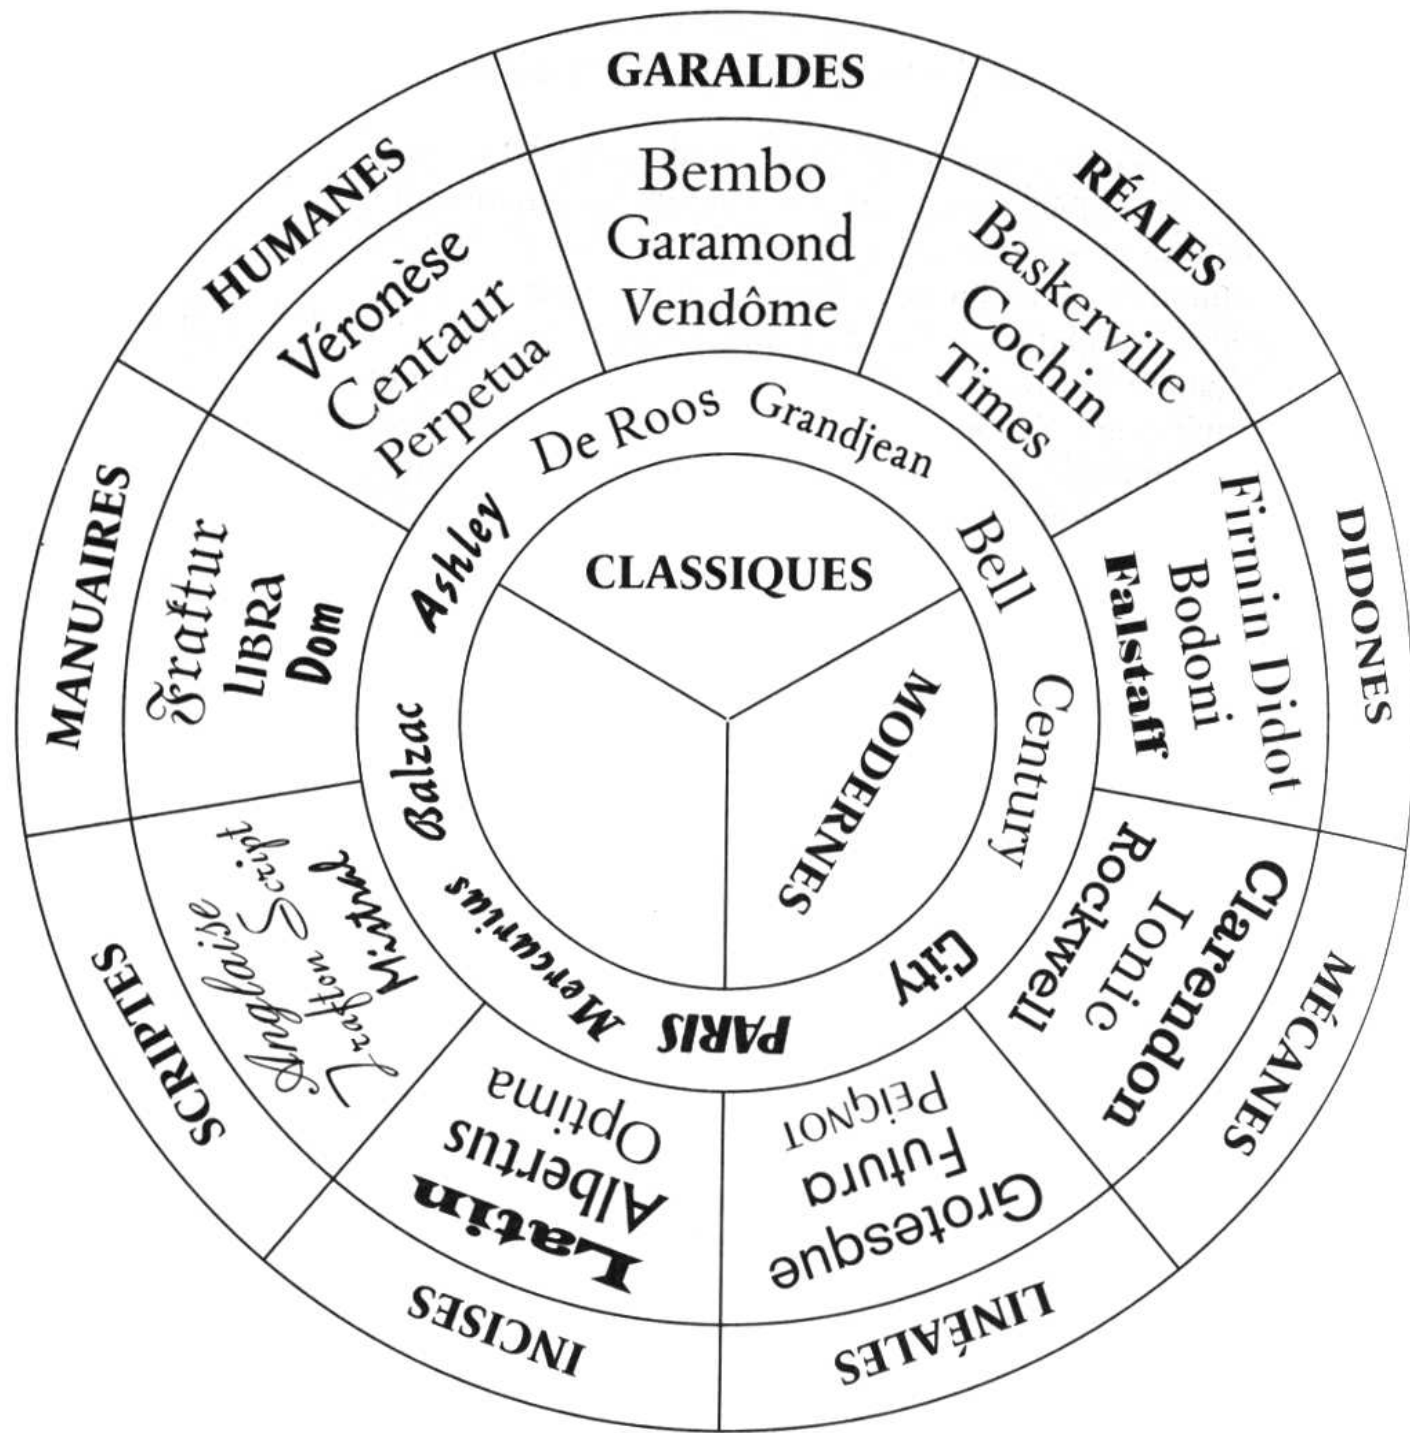 GARALDES
Bembo
Garamond
Vendôme
RÉALES
Baskerville
Cochin
Times
DIDONES
Firmin Didot
Bodoni
Falstaff
MÉCANES
Clarendon
Ionic
Rockwell
LINÉALES
Grotesque
Futura
PEIGNOT
INCISES
Latin
Albertus
Optima
SCRIPTES
Anglaise
Trafton Script
Mistral
MANUAIRES
Fraktur
LIBRA
Dom
HUMANES
Véronèse
Centaur
Perpetua
De Roos
Grandjean
Bell
Century
City
PARIS
Mercurius
Balzac
Ashley
CLASSIQUES
MODERNES